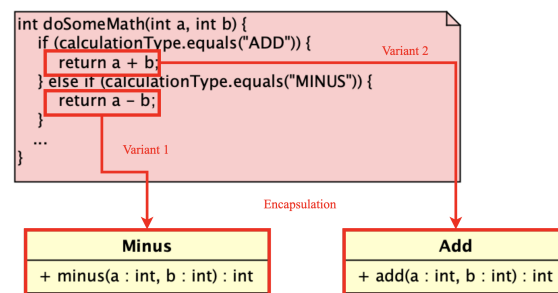 int doSomeMath(int a, int b) {
if (calculationType.equals("ADD")) {
return a + b;
} else if (calculationType.equals("MINUS")) {
return a - b;
}
...
}
Variant 2
Variant 1
Encapsulation
Minus
+ minus(a : int, b : int) : int
Add
+ add(a : int, b : int) : int